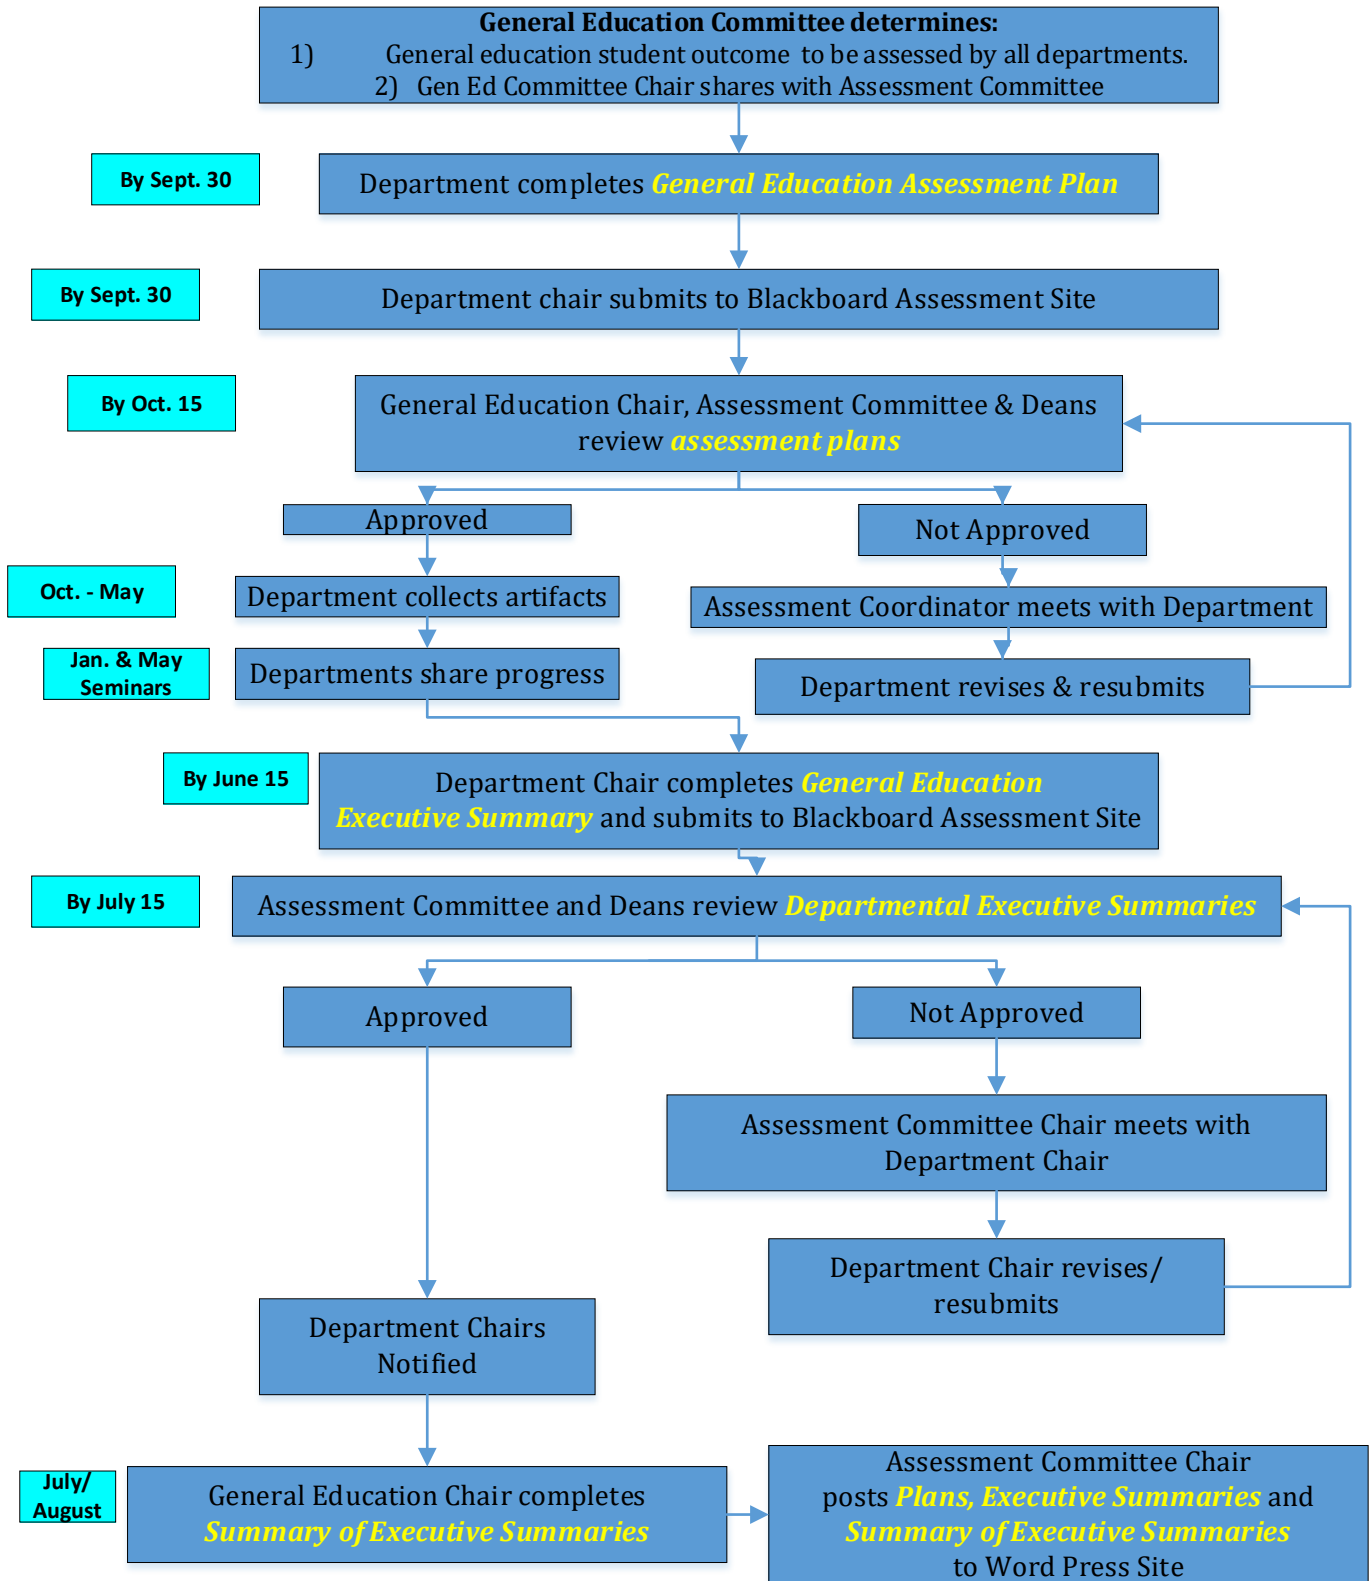 General Education Committee determines:
1) General education student outcome to be assessed by all departments.
2) Gen Ed Committee Chair shares with Assessment Committee
By Sept. 30
Department completes General Education Assessment Plan
By Sept. 30
Department chair submits to Blackboard Assessment Site
By Oct. 15
General Education Chair, Assessment Committee & Deans
review assessment plans
Approved
Not Approved
Oct. - May
Department collects artifacts
Assessment Coordinator meets with Department
Jan. & May
Seminars
Departments share progress
Department revises & resubmits
By June 15
Department Chair completes General Education
Executive Summary and submits to Blackboard Assessment Site
By July 15
Assessment Committee and Deans review Departmental Executive Summaries
Approved
Not Approved
Assessment Committee Chair meets with
Department Chair
Department Chair revises/
resubmits
Department Chairs
Notified
July/
August
General Education Chair completes
Summary of Executive Summaries
Assessment Committee Chair
posts Plans, Executive Summaries and
Summary of Executive Summaries
to Word Press Site